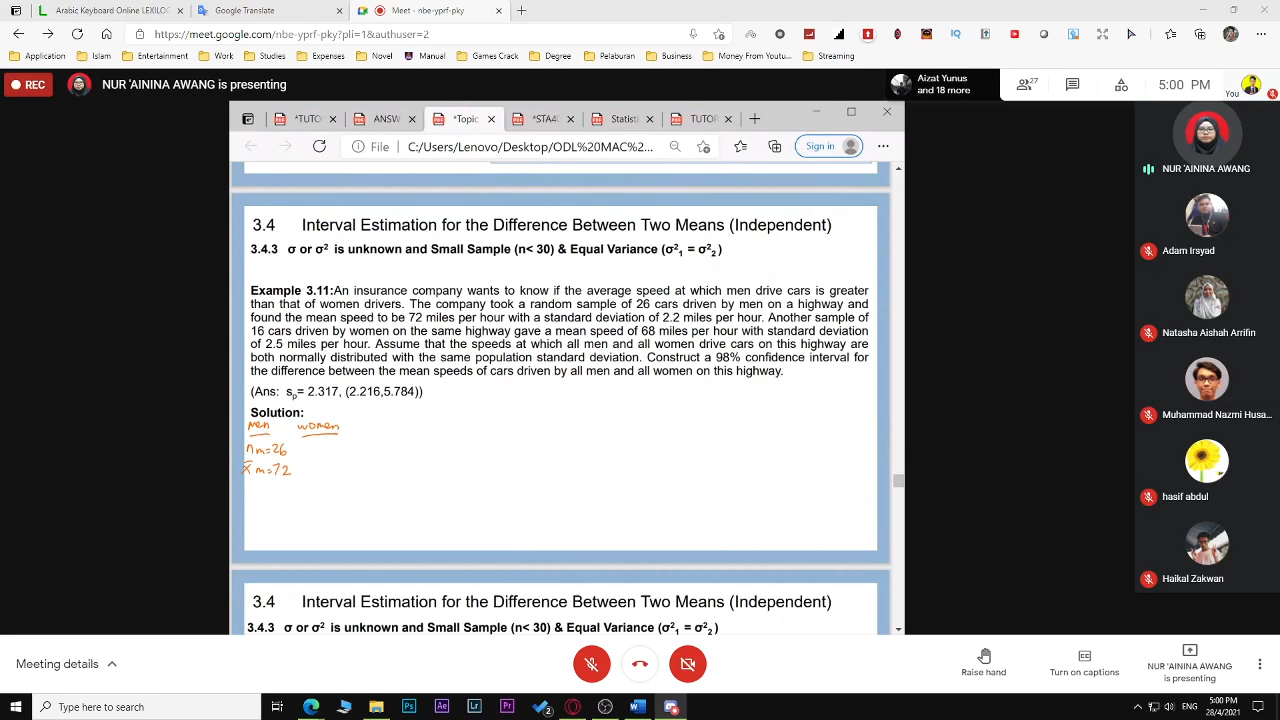 Arabic Keyboard Online LEXILOG
Google Translate
Meet - nbe-yprf-pky
https://meet.google.com/nbe-yprf-pky?pli=1&authuser=2
Application
Islam
Entertainment
Work
Studies
Expenses
Novel
Manual
Games Crack
Design
Pelaburan
Business
Money From Youtub...
Streaming
REC
NUR 'AININA AWANG is presenting
Aizat Yunus
and 18 more
27
5:00 PM
You
*TUTO
ANSW
*Topic
*STA4
Statisti
TUTOR
File
C:/Users/Lenovo/Desktop/ODL%20MAC%20...
Sign in
3.4 Interval Estimation for the Difference Between Two Means (Independent)
3.4.3 σ or σ² is unknown and Small Sample (n< 30) & Equal Variance (σ²₁ = σ²₂ )
Example 3.11:An insurance company wants to know if the average speed at which men drive cars is greater
than that of women drivers. The company took a random sample of 26 cars driven by men on a highway and
found the mean speed to be 72 miles per hour with a standard deviation of 2.2 miles per hour. Another sample of
16 cars driven by women on the same highway gave a mean speed of 68 miles per hour with standard deviation
of 2.5 miles per hour. Assume that the speeds at which all men and all women drive cars on this highway are
both normally distributed with the same population standard deviation. Construct a 98% confidence interval for
the difference between the mean speeds of cars driven by all men and all women on this highway.
(Ans: sₚ= 2.317, (2.216,5.784))
Solution:
men women
nm=26
x̄m=72
3.4 Interval Estimation for the Difference Between Two Means (Independent)
3.4.3 σ or σ² is unknown and Small Sample (n< 30) & Equal Variance (σ²₁ = σ²₂ )
NUR 'AININA AWANG
Adam Irsyad
Natasha Aishah Arrifin
Muhammad Nazmi Husa...
hasif abdul
Haikal Zakwan
Meeting details
Raise hand
Turn on captions
NUR 'AININA AWANG
is presenting
Type here to search
5:00 PM
28/4/2021